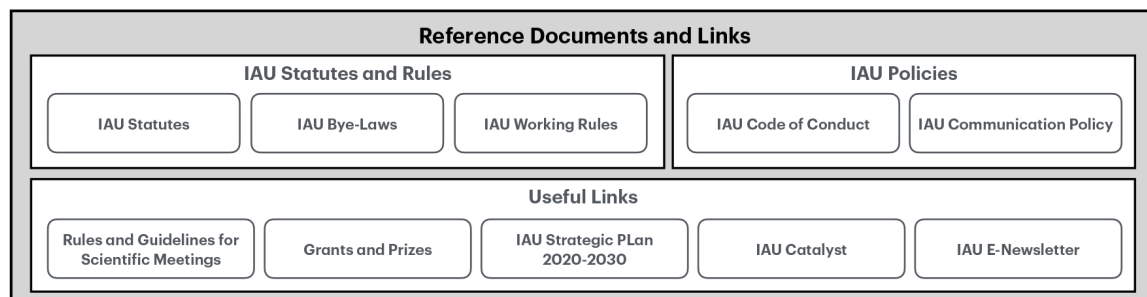 Reference Documents and Links
IAU Statutes and Rules
IAU Statutes
IAU Bye-Laws
IAU Working Rules
IAU Policies
IAU Code of Conduct
IAU Communication Policy
Useful Links
Rules and Guidelines for
Scientific Meetings
Grants and Prizes
IAU Strategic PLan
2020-2030
IAU Catalyst
IAU E-Newsletter